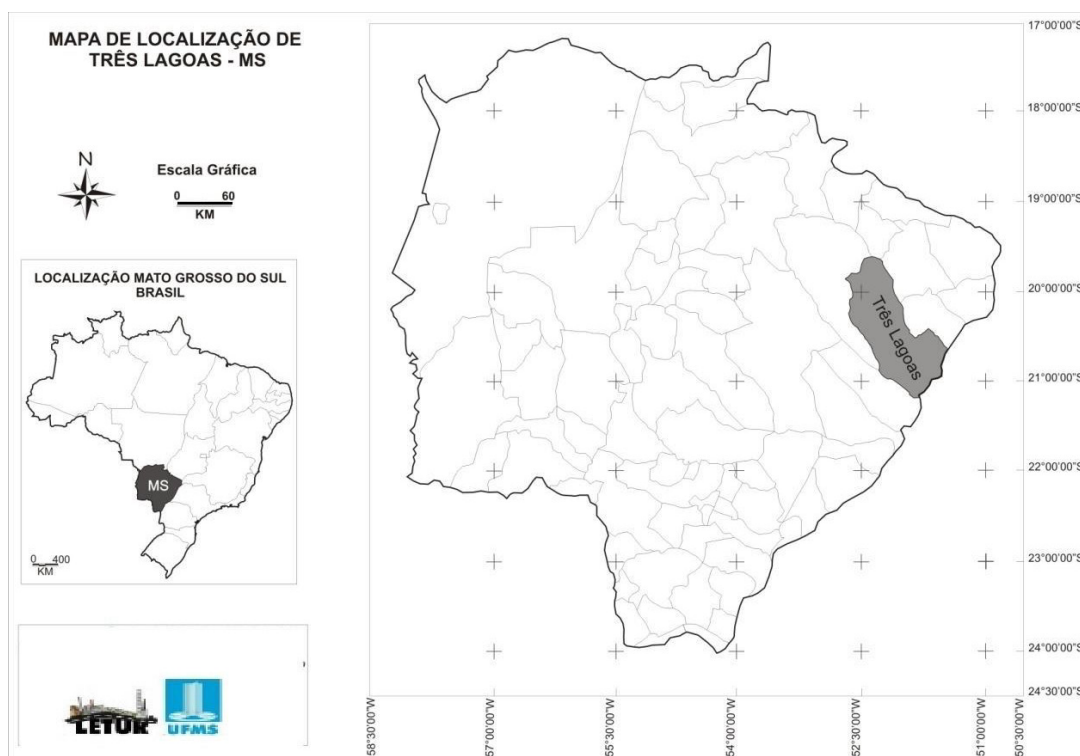 MAPA DE LOCALIZAÇÃO DE
TRÊS LAGOAS - MS
N
Escala Gráfica
0 60
KM
LOCALIZAÇÃO MATO GROSSO DO SUL
BRASIL
MS
0 400
KM
LETUR
UFMS
Três Lagoas
17°00'00"S
18°00'00"S
19°00'00"S
20°00'00"S
21°00'00"S
22°00'00"S
23°00'00"S
24°00'00"S
24°30'00"S
58°30'00"W
57°00'00"W
55°30'00"W
54°00'00"W
52°30'00"W
51°00'00"W
50°30'00"W